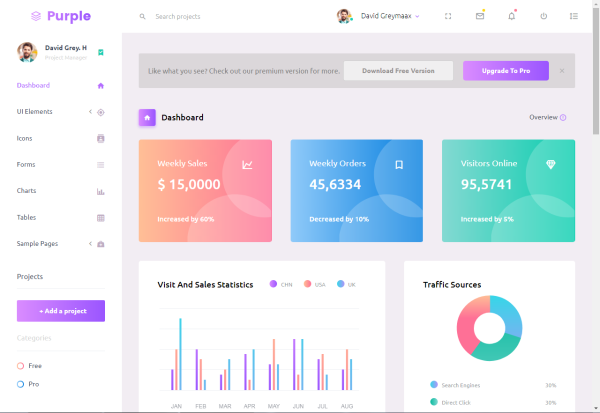 Purple
Search projects
David Greymaax
David Grey. H
Project Manager
Dashboard
UI Elements
Icons
Forms
Charts
Tables
Sample Pages
Projects
+ Add a project
Categories
Free
Pro
Like what you see? Check out our premium version for more.
Download Free Version
Upgrade To Pro
Dashboard
Overview
Weekly Sales
$ 15,0000
Increased by 60%
Weekly Orders
45,6334
Decreased by 10%
Visitors Online
95,5741
Increased by 5%
Visit And Sales Statistics
CHN USA UK
JAN FEB MAR APR MAY JUN JUL AUG
Traffic Sources
Search Engines 30%
Direct Click 30%